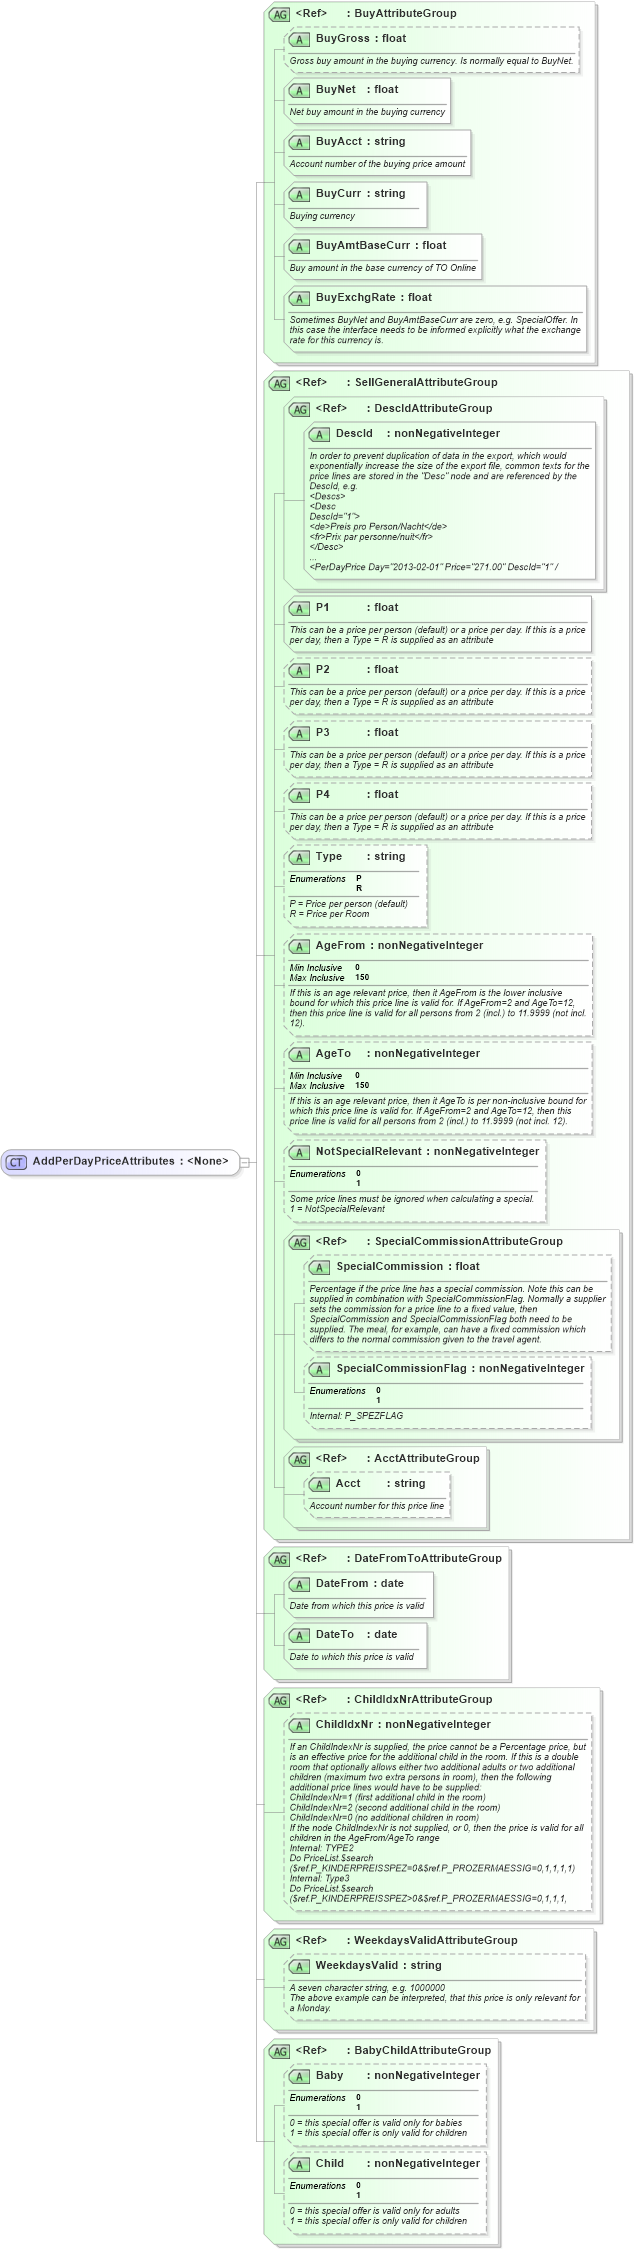 AG <Ref> : BuyAttributeGroup
A BuyGross : float
Gross buy amount in the buying currency. Is normally equal to BuyNet.
A BuyNet : float
Net buy amount in the buying currency
A BuyAcct : string
Account number of the buying price amount
A BuyCurr : string
Buying currency
A BuyAmtBaseCurr : float
Buy amount in the base currency of TO Online
A BuyExchgRate : float
Sometimes BuyNet and BuyAmtBaseCurr are zero, e.g. SpecialOffer. In
this case the interface needs to be informed explicitly what the exchange
rate for this currency is.
AG <Ref> : SellGeneralAttributeGroup
AG <Ref> : DescIdAttributeGroup
A DescId : nonNegativeInteger
In order to prevent duplication of data in the export, which would
exponentially increase the size of the export file, common texts for the
price lines are stored in the "Desc" node and are referenced by the
DescId, e.g.
<Descs>
<Desc
DescId="1">
<de>Preis pro Person/Nacht</de>
<fr>Prix par personne/nuit</fr>
</Desc>
...
<PerDayPrice Day="2013-02-01" Price="271.00" DescId="1" /
A P1 : float
This can be a price per person (default) or a price per day. If this is a price
per day, then a Type = R is supplied as an attribute
A P2 : float
This can be a price per person (default) or a price per day. If this is a price
per day, then a Type = R is supplied as an attribute
A P3 : float
This can be a price per person (default) or a price per day. If this is a price
per day, then a Type = R is supplied as an attribute
A P4 : float
This can be a price per person (default) or a price per day. If this is a price
per day, then a Type = R is supplied as an attribute
A Type : string
Enumerations P
R
P = Price per person (default)
R = Price per Room
A AgeFrom : nonNegativeInteger
Min Inclusive 0
Max Inclusive 150
If this is an age relevant price, then it AgeFrom is the lower inclusive
bound for which this price line is valid for. If AgeFrom=2 and AgeTo=12,
then this price line is valid for all persons from 2 (incl.) to 11.9999 (not incl.
12).
A AgeTo : nonNegativeInteger
Min Inclusive 0
Max Inclusive 150
If this is an age relevant price, then it AgeTo is per non-inclusive bound for
which this price line is valid for. If AgeFrom=2 and AgeTo=12, then this
price line is valid for all persons from 2 (incl.) to 11.9999 (not incl. 12).
CT AddPerDayPriceAttributes : <None>
A NotSpecialRelevant : nonNegativeInteger
Enumerations 0
1
Some price lines must be ignored when calculating a special.
1 = NotSpecialRelevant
AG <Ref> : SpecialCommissionAttributeGroup
A SpecialCommission : float
Percentage if the price line has a special commission. Note this can be
supplied in combination with SpecialCommissionFlag. Normally a supplier
sets the commission for a price line to a fixed value, then
SpecialCommission and SpecialCommissionFlag both need to be
supplied. The meal, for example, can have a fixed commission which
differs to the normal commission given to the travel agent.
A SpecialCommissionFlag : nonNegativeInteger
Enumerations 0
1
Internal: P_SPEZFLAG
AG <Ref> : AcctAttributeGroup
A Acct : string
Account number for this price line
AG <Ref> : DateFromToAttributeGroup
A DateFrom : date
Date from which this price is valid
A DateTo : date
Date to which this price is valid
AG <Ref> : ChildIdxNrAttributeGroup
A ChildIdxNr : nonNegativeInteger
If an ChildIndexNr is supplied, the price cannot be a Percentage price, but
is an effective price for the additional child in the room. If this is a double
room that optionally allows either two additional adults or two additional
children (maximum two extra persons in room), then the following
additional price lines would have to be supplied:
ChildIndexNr=1 (first additional child in the room)
ChildIndexNr=2 (second additional child in the room)
ChildIndexNr=0 (no additional children in room)
If the node ChildIndexNr is not supplied, or 0, then the price is valid for all
children in the AgeFrom/AgeTo range
Internal: TYPE2
Do PriceList.$search
($ref.P_KINDERPREISSPEZ=0&$ref.P_PROZERMAESSIG=0,1,1,1,1)
Internal: Type3
Do PriceList.$search
($ref.P_KINDERPREISSPEZ>0&$ref.P_PROZERMAESSIG=0,1,1,1,
AG <Ref> : WeekdaysValidAttributeGroup
A WeekdaysValid : string
A seven character string, e.g. 1000000
The above example can be interpreted, that this price is only relevant for
a Monday.
AG <Ref> : BabyChildAttributeGroup
A Baby : nonNegativeInteger
Enumerations 0
1
0 = this special offer is valid only for babies
1 = this special offer is only valid for children
A Child : nonNegativeInteger
Enumerations 0
1
0 = this special offer is valid only for adults
1 = this special offer is only valid for children